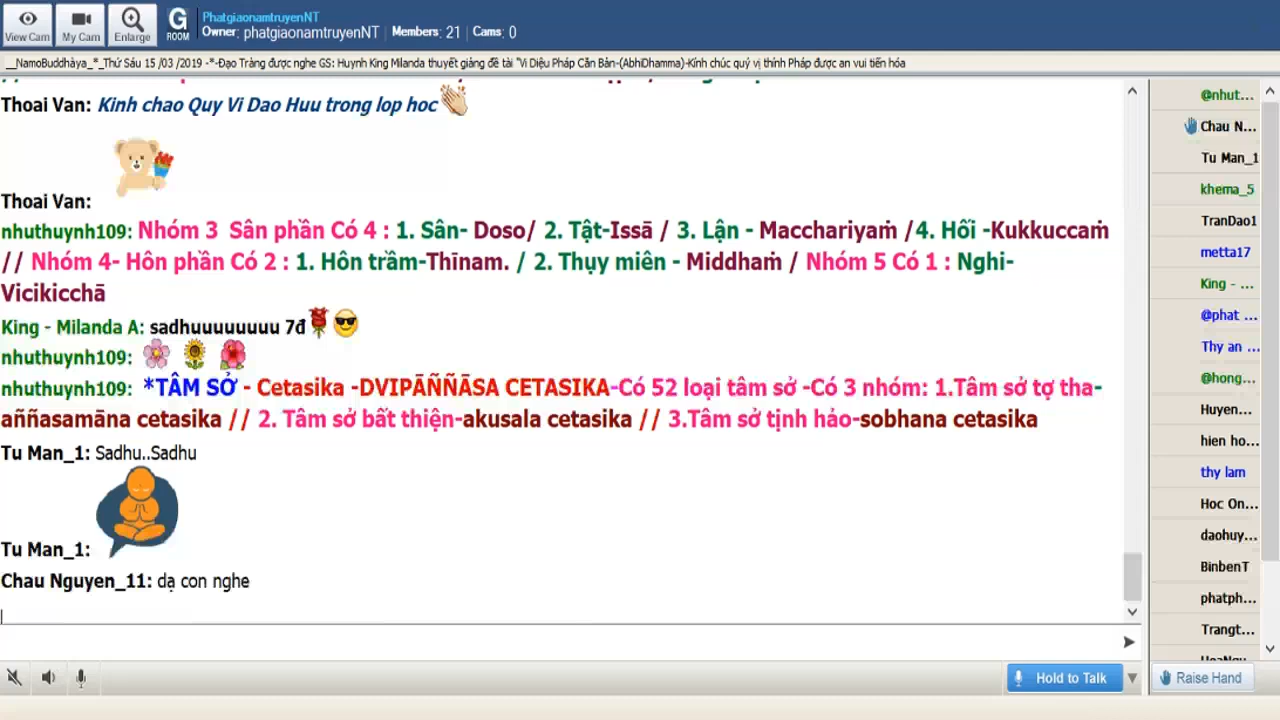 View Cam
My Cam
Enlarge
G
ROOM
PhatgiaonamtruyenNT
Owner: phatgiaonamtruyenNT | Members: 21 | Cams: 0
__NamoBuddhàya_*_Thứ Sáu 15 /03 /2019 -*-Đạo Tràng được nghe GS: Huynh King Milanda thuyết giảng đề tài "Vi Diệu Pháp Căn Bản-(AbhiDhamma)-Kính chúc quý vị thính Pháp được an vui tiến hóa
Thoai Van: Kinh chao Quy Vi Dao Huu trong lop hoc
Thoai Van:
nhuthuynh109: Nhóm 3 Sân phần Có 4 : 1. Sân- Doso/ 2. Tật-Issā / 3. Lận - Macchariyaṁ /4. Hối -Kukkuccaṁ
// Nhóm 4- Hôn phần Có 2 : 1. Hôn trầm-Thīnam. / 2. Thụy miên - Middhaṁ / Nhóm 5 Có 1 : Nghi-
Vicikicchā
King - Milanda A: sadhuuuuuuuu 7đ
nhuthuynh109:
nhuthuynh109: *TÂM SỞ - Cetasika -DVIPĀÑÑĀSA CETASIKA-Có 52 loại tâm sở -Có 3 nhóm: 1.Tâm sở tợ tha-
aññasamāna cetasika // 2. Tâm sở bất thiện-akusala cetasika // 3.Tâm sở tịnh hảo-sobhana cetasika
Tu Man_1: Sadhu..Sadhu
Tu Man_1:
Chau Nguyen_11: dạ con nghe
@nhut...
Chau N...
Tu Man_1
khema_5
TranDao1
metta17
King - ...
@phat ...
Thy an ...
@hong...
Huyen...
hien ho...
thy lam
Hoc On...
daohuy...
BinbenT
phatph...
Trangt...
Hold to Talk
Raise Hand